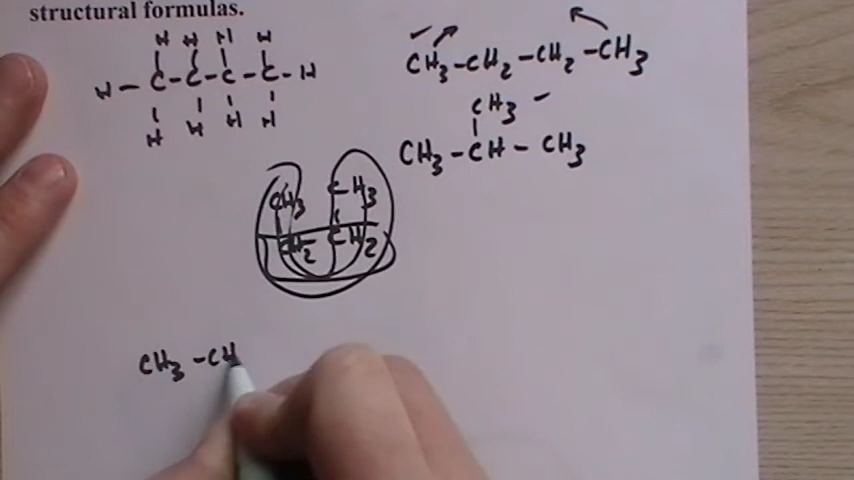 structural formulas.
H H H H
H - C - C - C - C - H
H H H H
CH3 - CH2 - CH2 - CH3
CH3
CH3 - CH - CH3
CH3 CH3
CH2 CH2
CH3 - CH